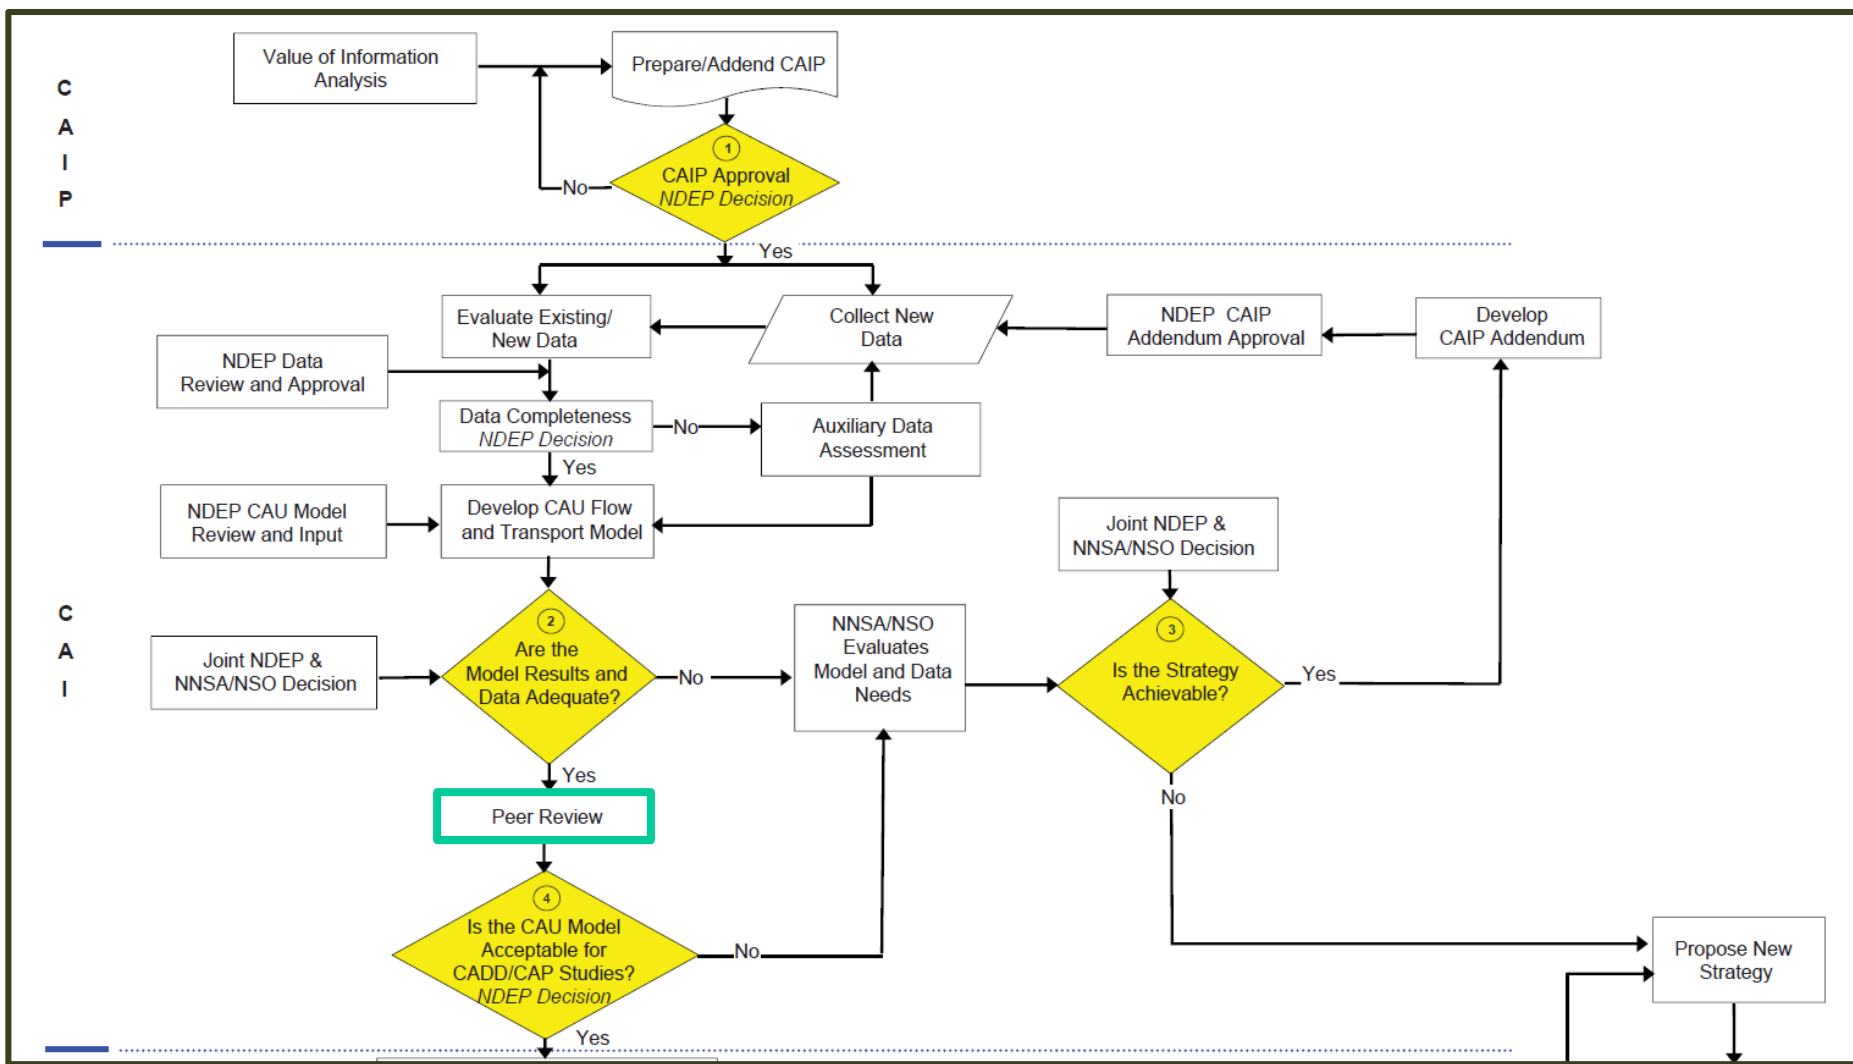 C
A
I
P
Value of Information
Analysis
Prepare/Addend CAIP
1
CAIP Approval
NDEP Decision
No
Yes
Evaluate Existing/
New Data
Collect New
Data
NDEP CAIP
Addendum Approval
Develop
CAIP Addendum
NDEP Data
Review and Approval
Data Completeness
NDEP Decision
No
Auxiliary Data
Assessment
Yes
NDEP CAU Model
Review and Input
Develop CAU Flow
and Transport Model
Joint NDEP &
NNSA/NSO Decision
C
A
I
Joint NDEP &
NNSA/NSO Decision
2
Are the
Model Results and
Data Adequate?
No
NNSA/NSO
Evaluates
Model and Data
Needs
3
Is the Strategy
Achievable?
Yes
Yes
No
Peer Review
4
Is the CAU Model
Acceptable for
CADD/CAP Studies?
NDEP Decision
No
Yes
Propose New
Strategy